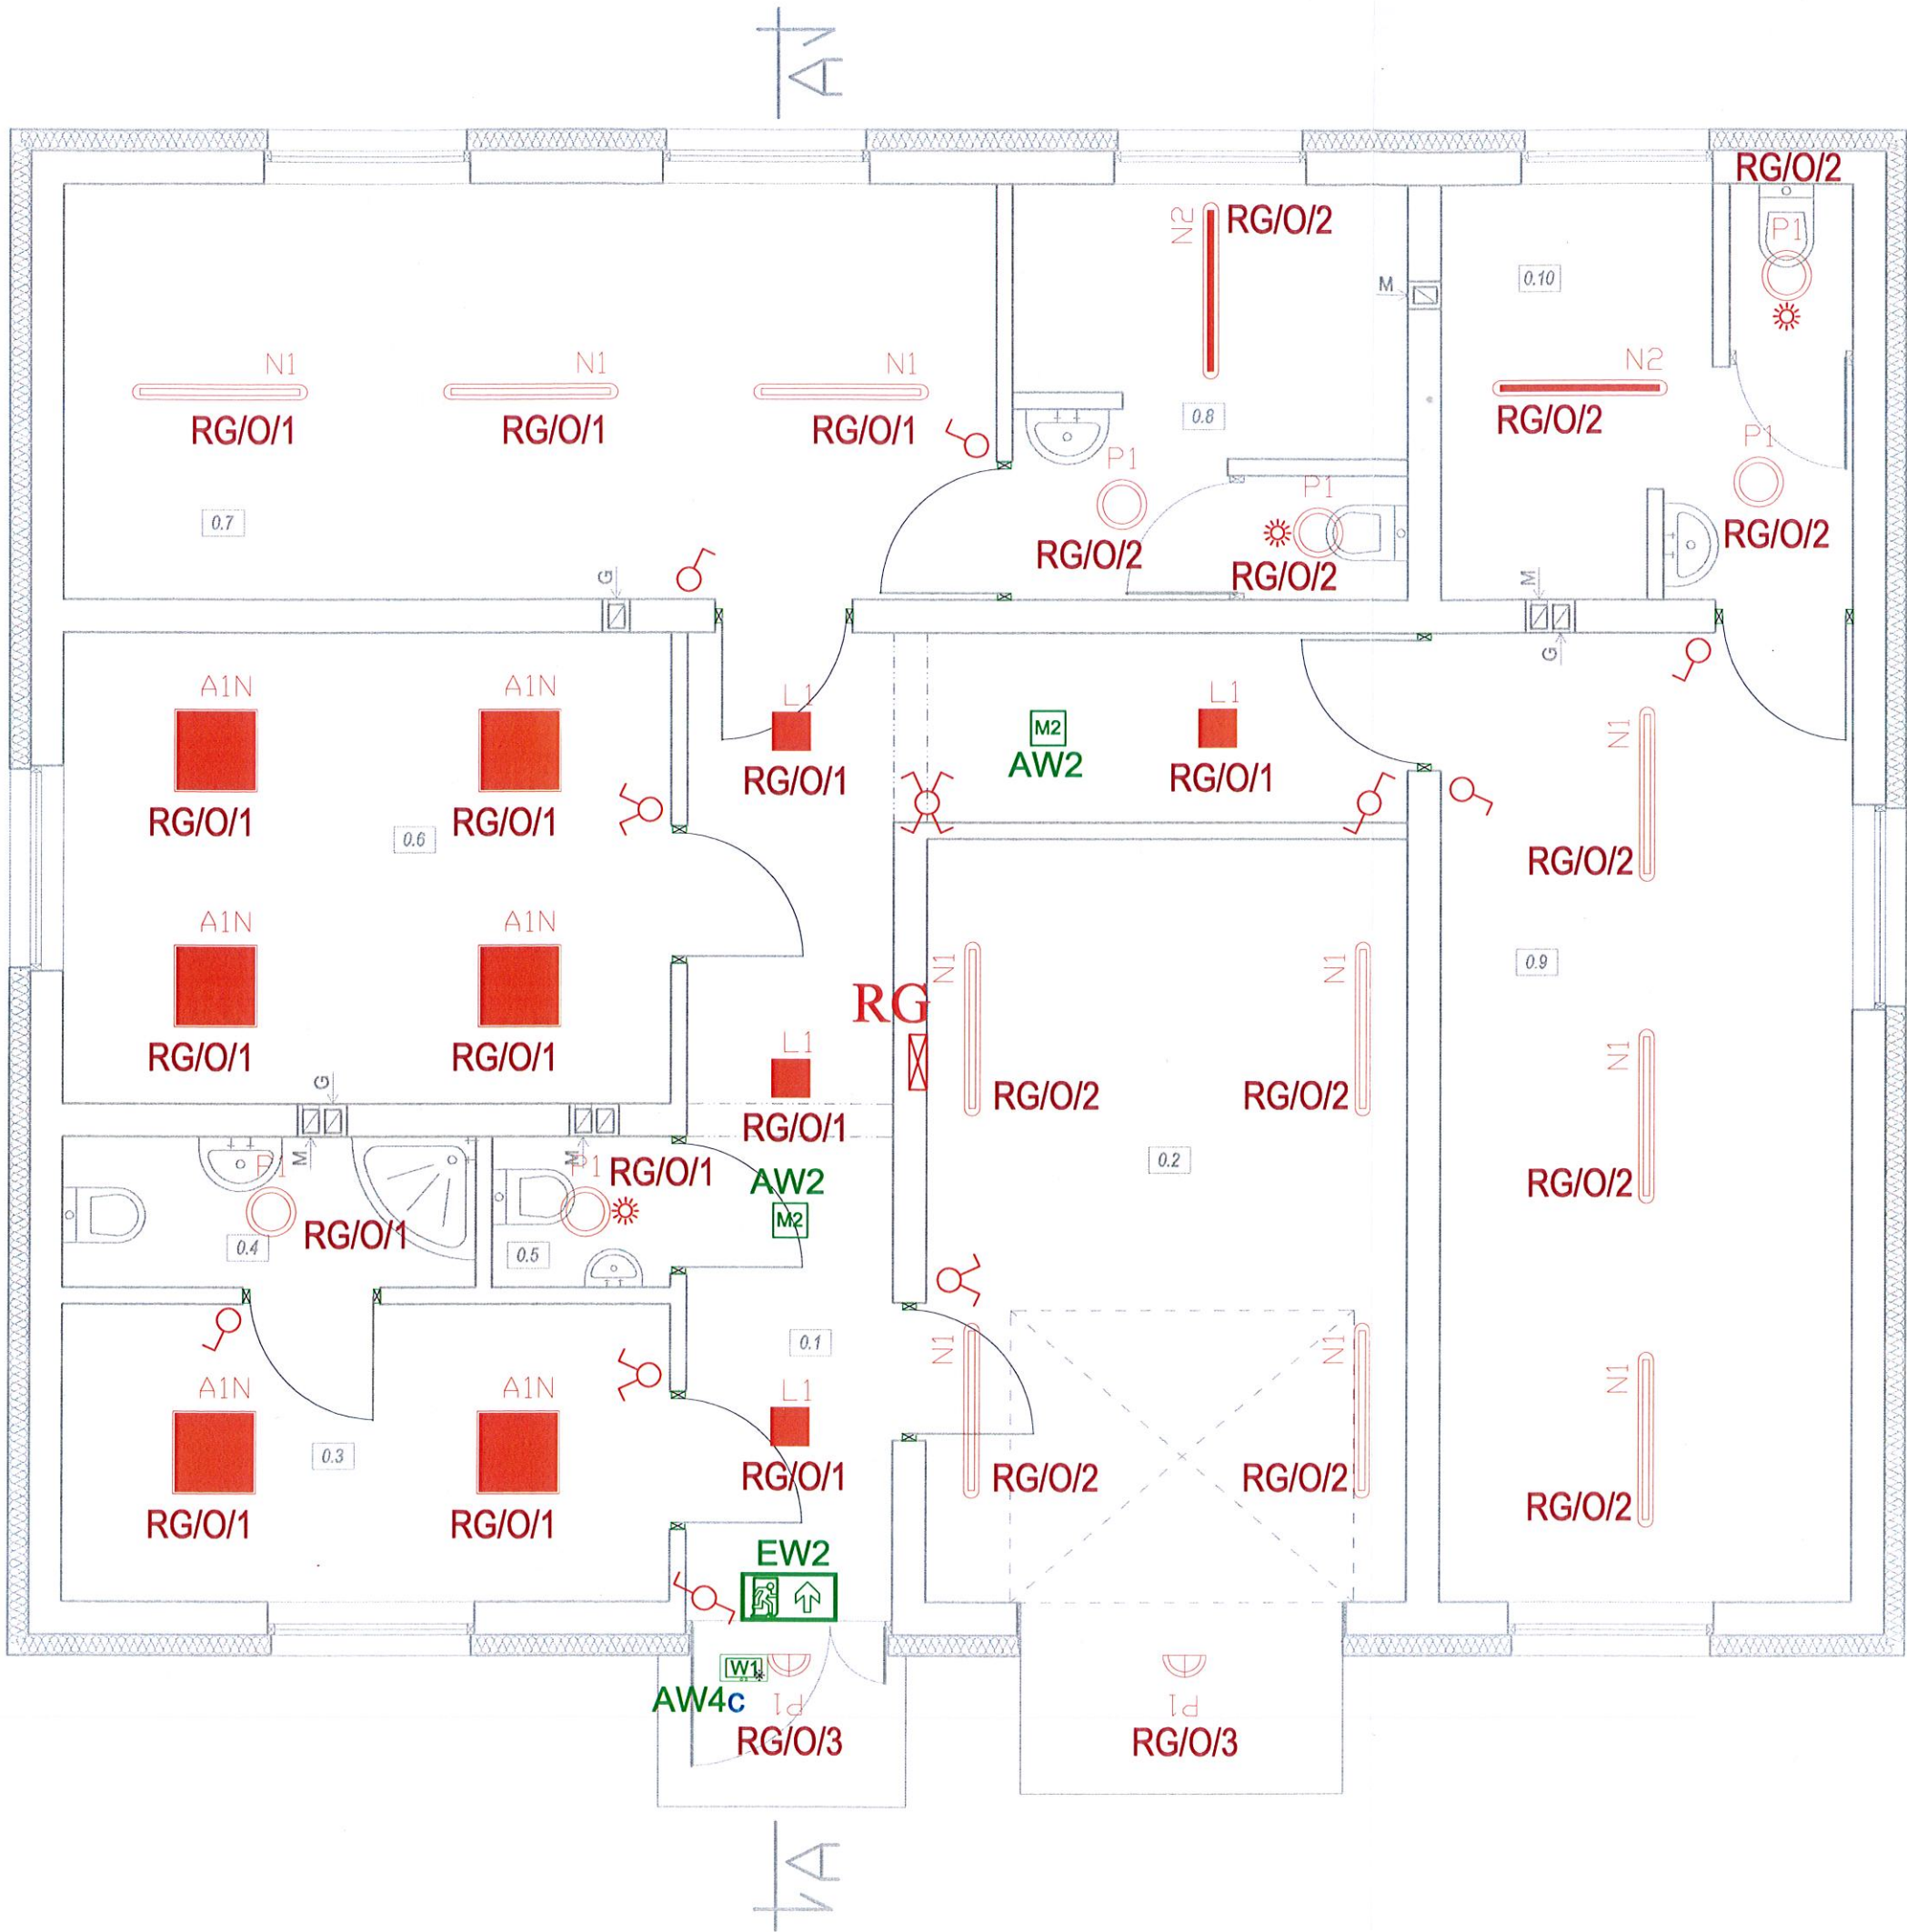 A
RG/O/2
N2 RG/O/2
P1
M
0.10
N1 N1 N1
N2
RG/O/1 RG/O/1 RG/O/1
0.8
RG/O/2
P1
P1
P1
0.7
RG/O/2
RG/O/2
RG/O/2
G
M
G
A1N A1N
L1
M2
AW2
L1
N1
RG/O/1
RG/O/1
RG/O/1 RG/O/1
0.6
RG/O/2
A1N A1N
N1
N1
0.9
RG
L1
N1
RG/O/1 RG/O/1
G
RG/O/1
RG/O/2 RG/O/2
M
M
P1
P1
RG/O/1
AW2
0.2
RG/O/2
M2
RG/O/1
0.4
0.5
0.1
N1
N1
N1
A1N A1N
L1
0.3
RG/O/1
RG/O/2 RG/O/2
RG/O/2
RG/O/1 RG/O/1
EW2
W1
AW4c
P1
P1
RG/O/3 RG/O/3
A